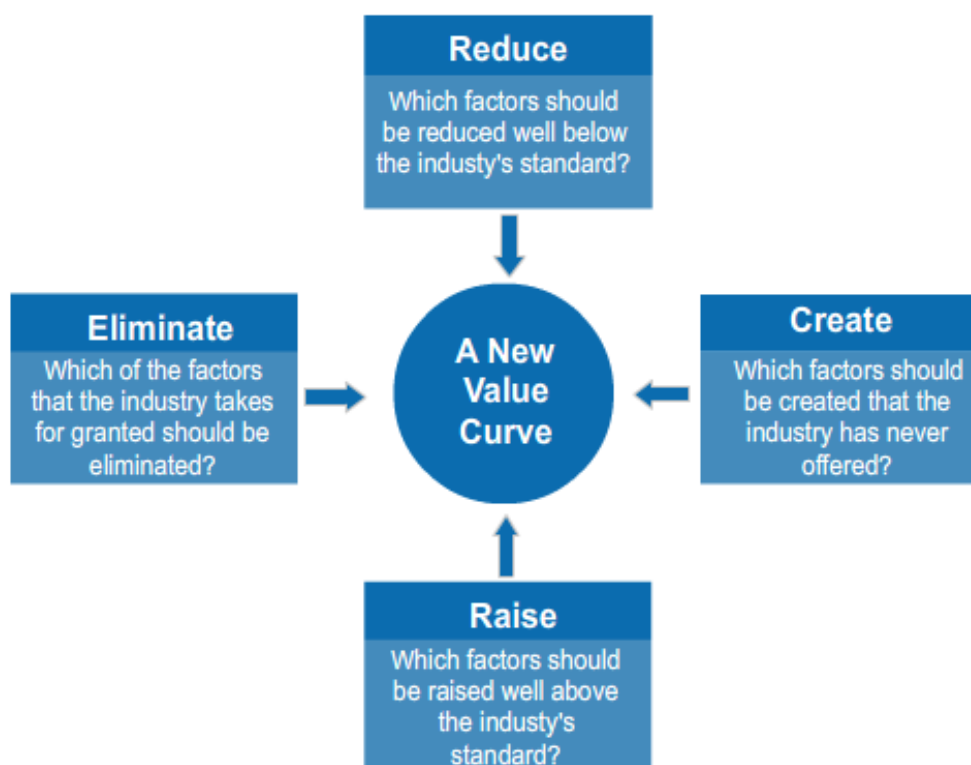 Reduce
Which factors should
be reduced well below
the industy's standard?
Eliminate
Which of the factors
that the industry takes
for granted should be
eliminated?
A New
Value
Curve
Create
Which factors should
be created that the
industry has never
offered?
Raise
Which factors should
be raised well above
the industy's
standard?